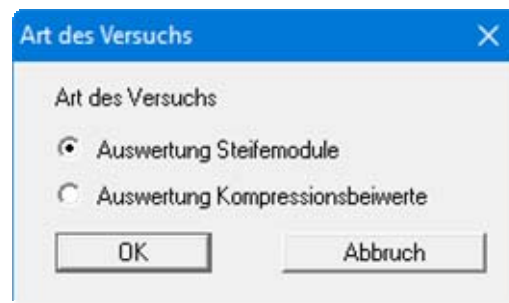 Art des Versuchs
Art des Versuchs
Auswertung Steifemodule
Auswertung Kompressionsbeiwerte
OK Abbruch